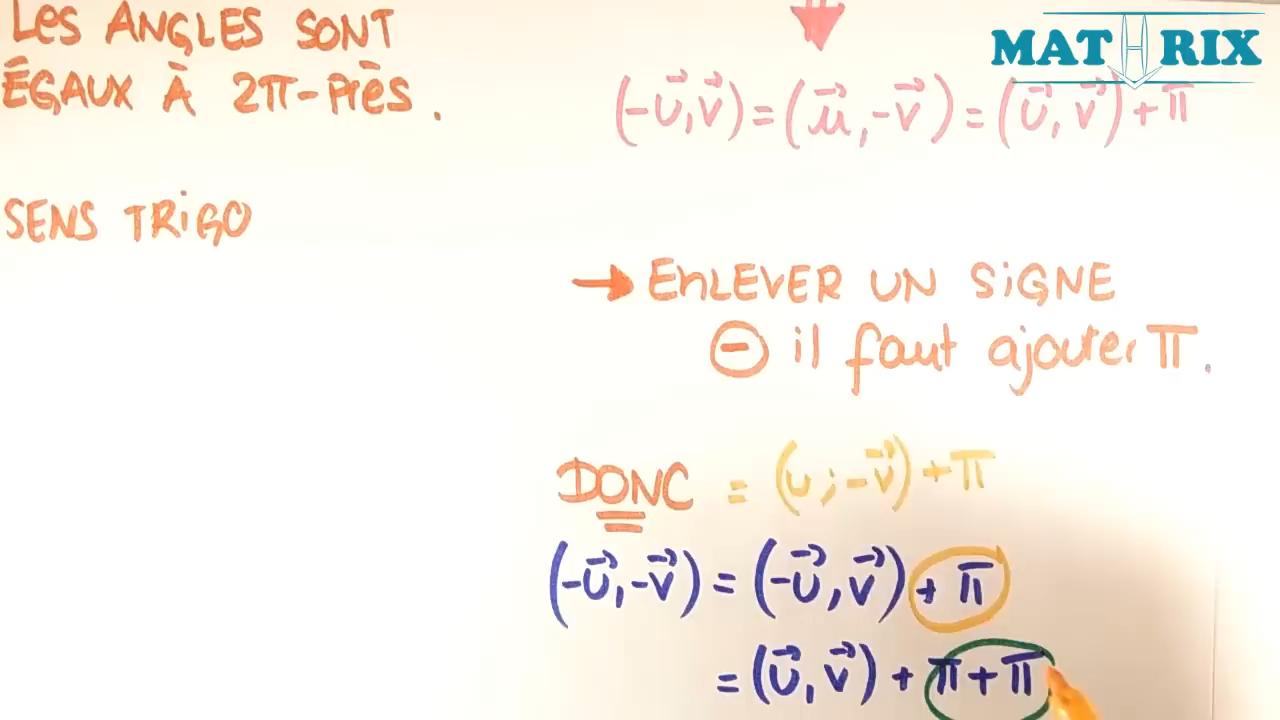 LES ANGLES SONT
ÉGAUX À 2π-Près.
SENS TRIGO
MATHRIX
(-u⃗, v⃗) = (u⃗, -v⃗) = (u⃗, v⃗) + π
→ ENLEVER UN SIGNE
⊖ il faut ajouter π.
DONC = (u ; -v⃗) + π
(-u⃗, -v⃗) = (-u⃗, v⃗) + π
= (u⃗, v⃗) + π + π